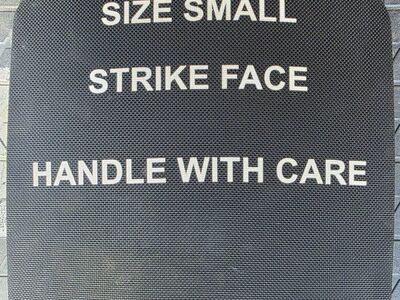 SIZE SMALL
STRIKE FACE
HANDLE WITH CARE